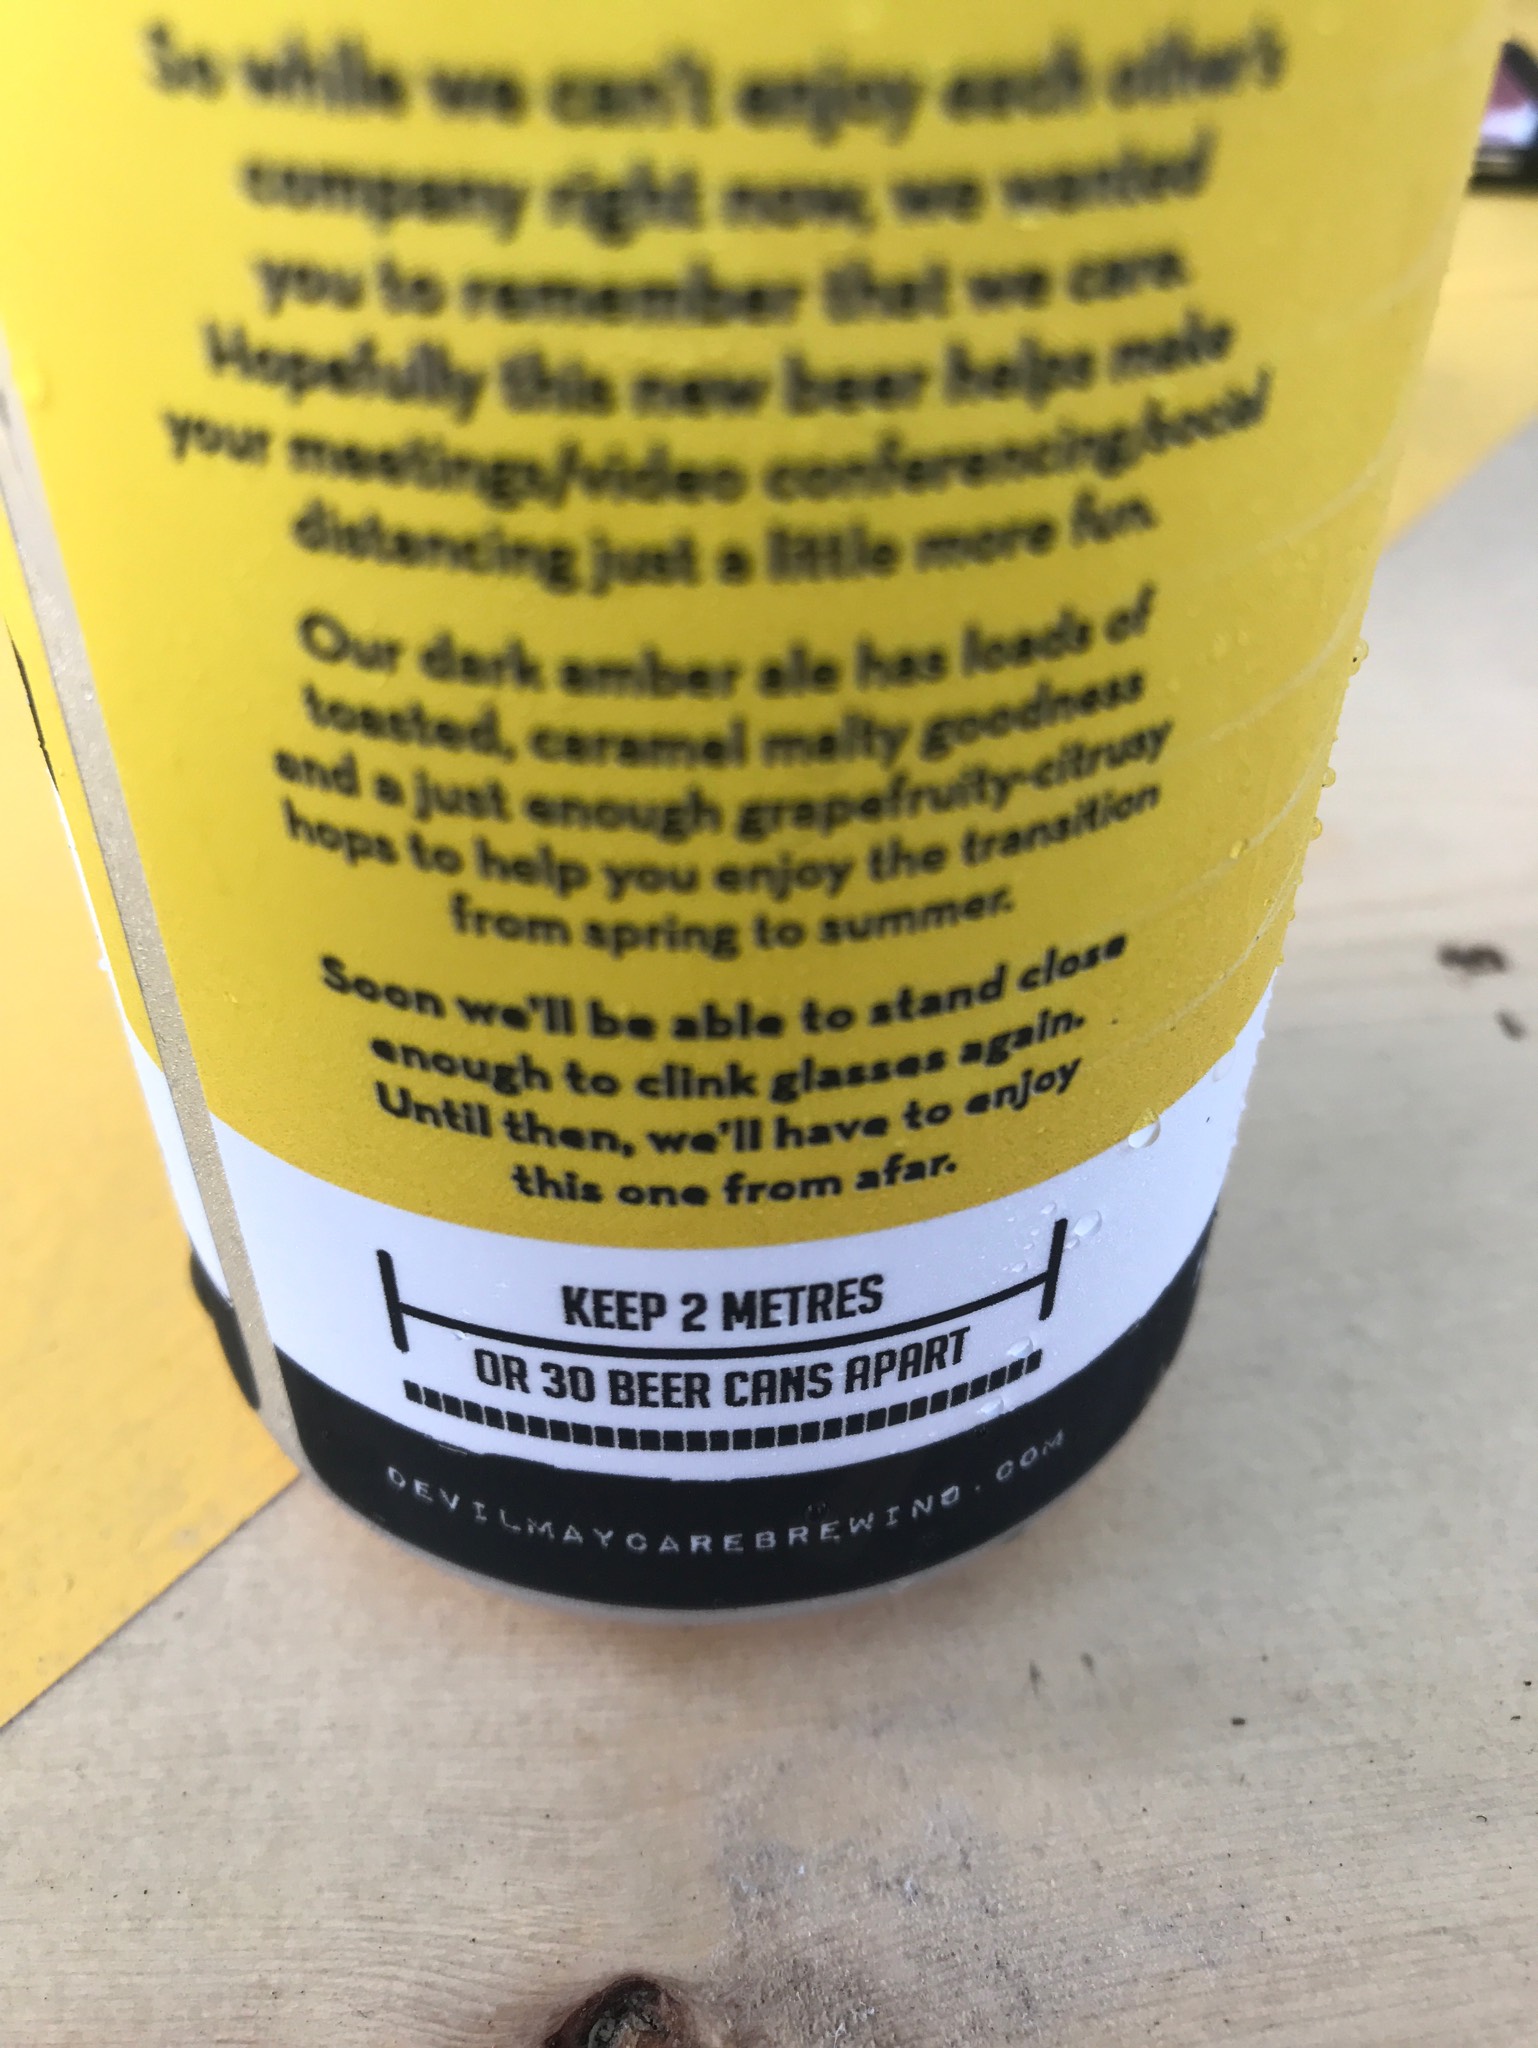 So while we can't enjoy each other's
company right now, we wanted
you to remember that we care.
Hopefully this new beer helps make
your meetings/video conferencing/social
distancing just a little more fun.
Our dark amber ale has loads of
toasted, caramel malty goodness
and a just enough grapefruity-citrusy
hops to help you enjoy the transition
from spring to summer.
Soon we'll be able to stand close
enough to clink glasses again.
Until then, we'll have to enjoy
this one from afar.
KEEP 2 METRES
OR 30 BEER CANS APART
DEVILMAYCAREBREWING.COM